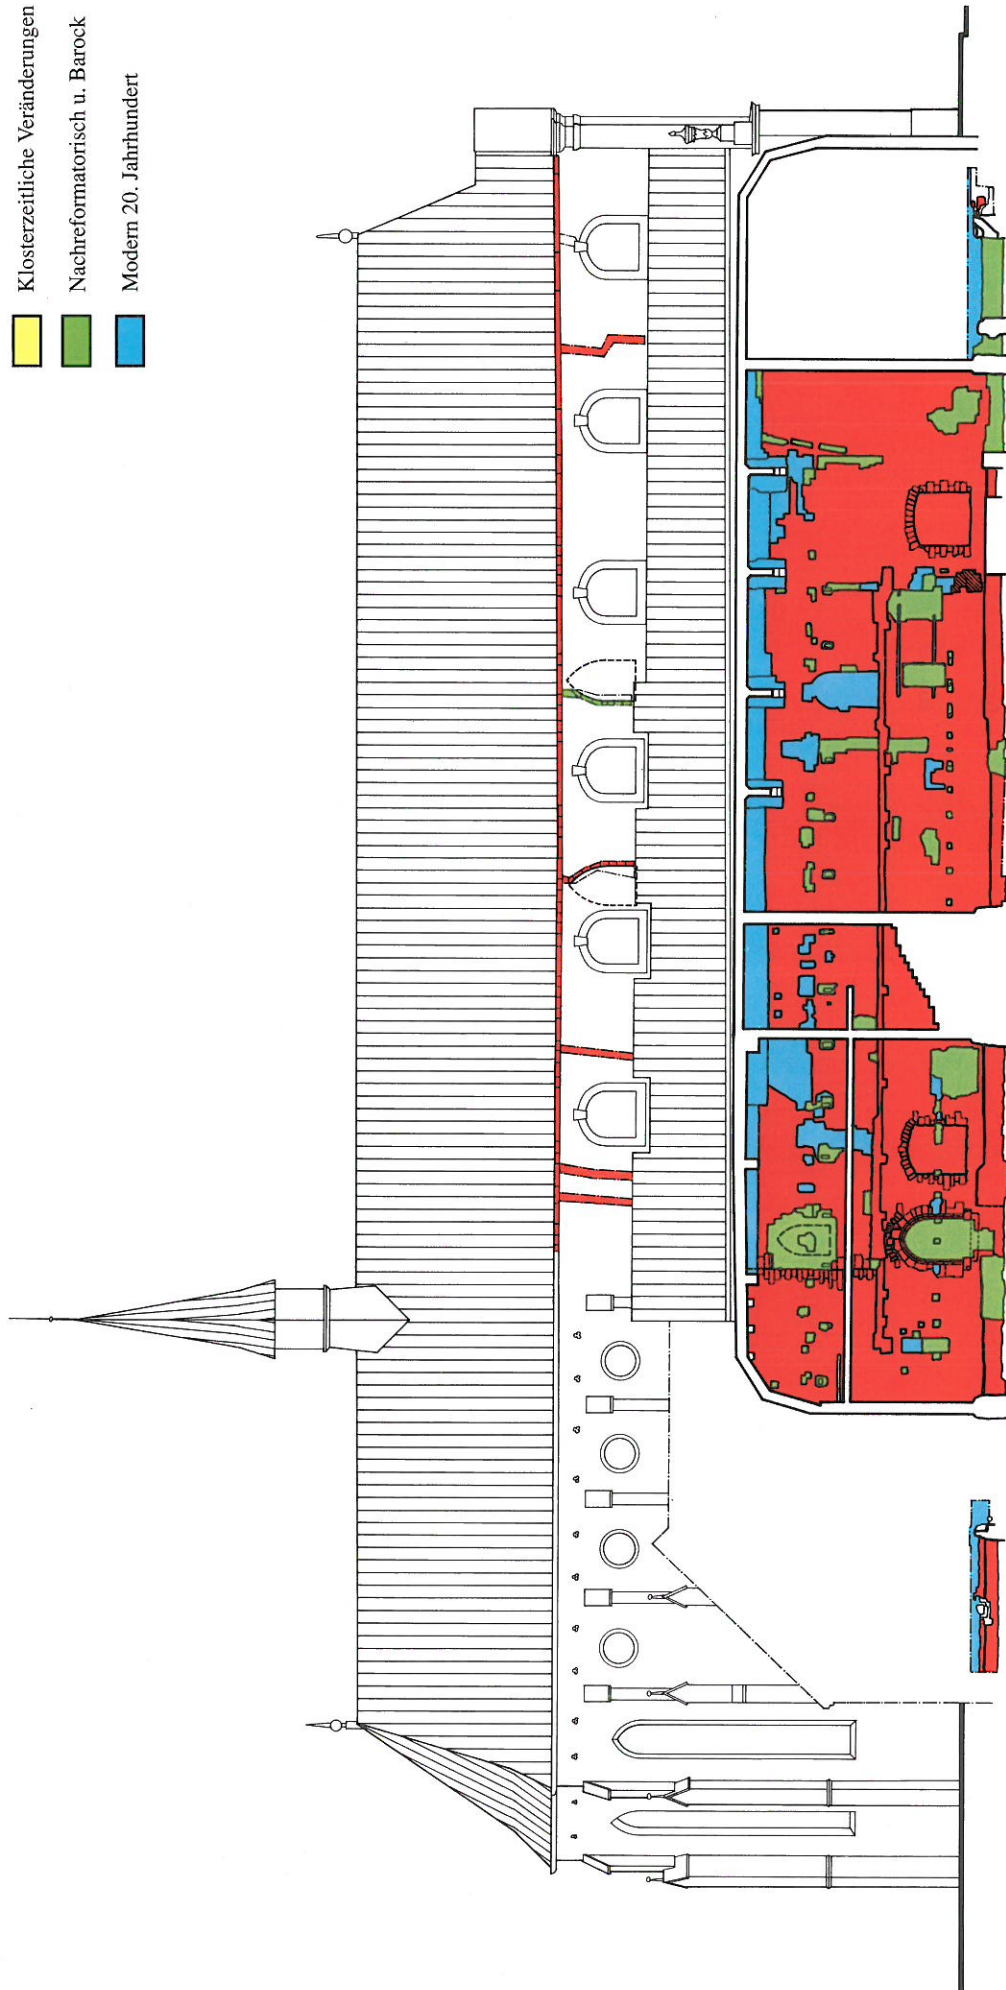 Klosterzeitliche Veränderungen
Nachreformatorisch u. Barock
Modern 20. Jahrhundert